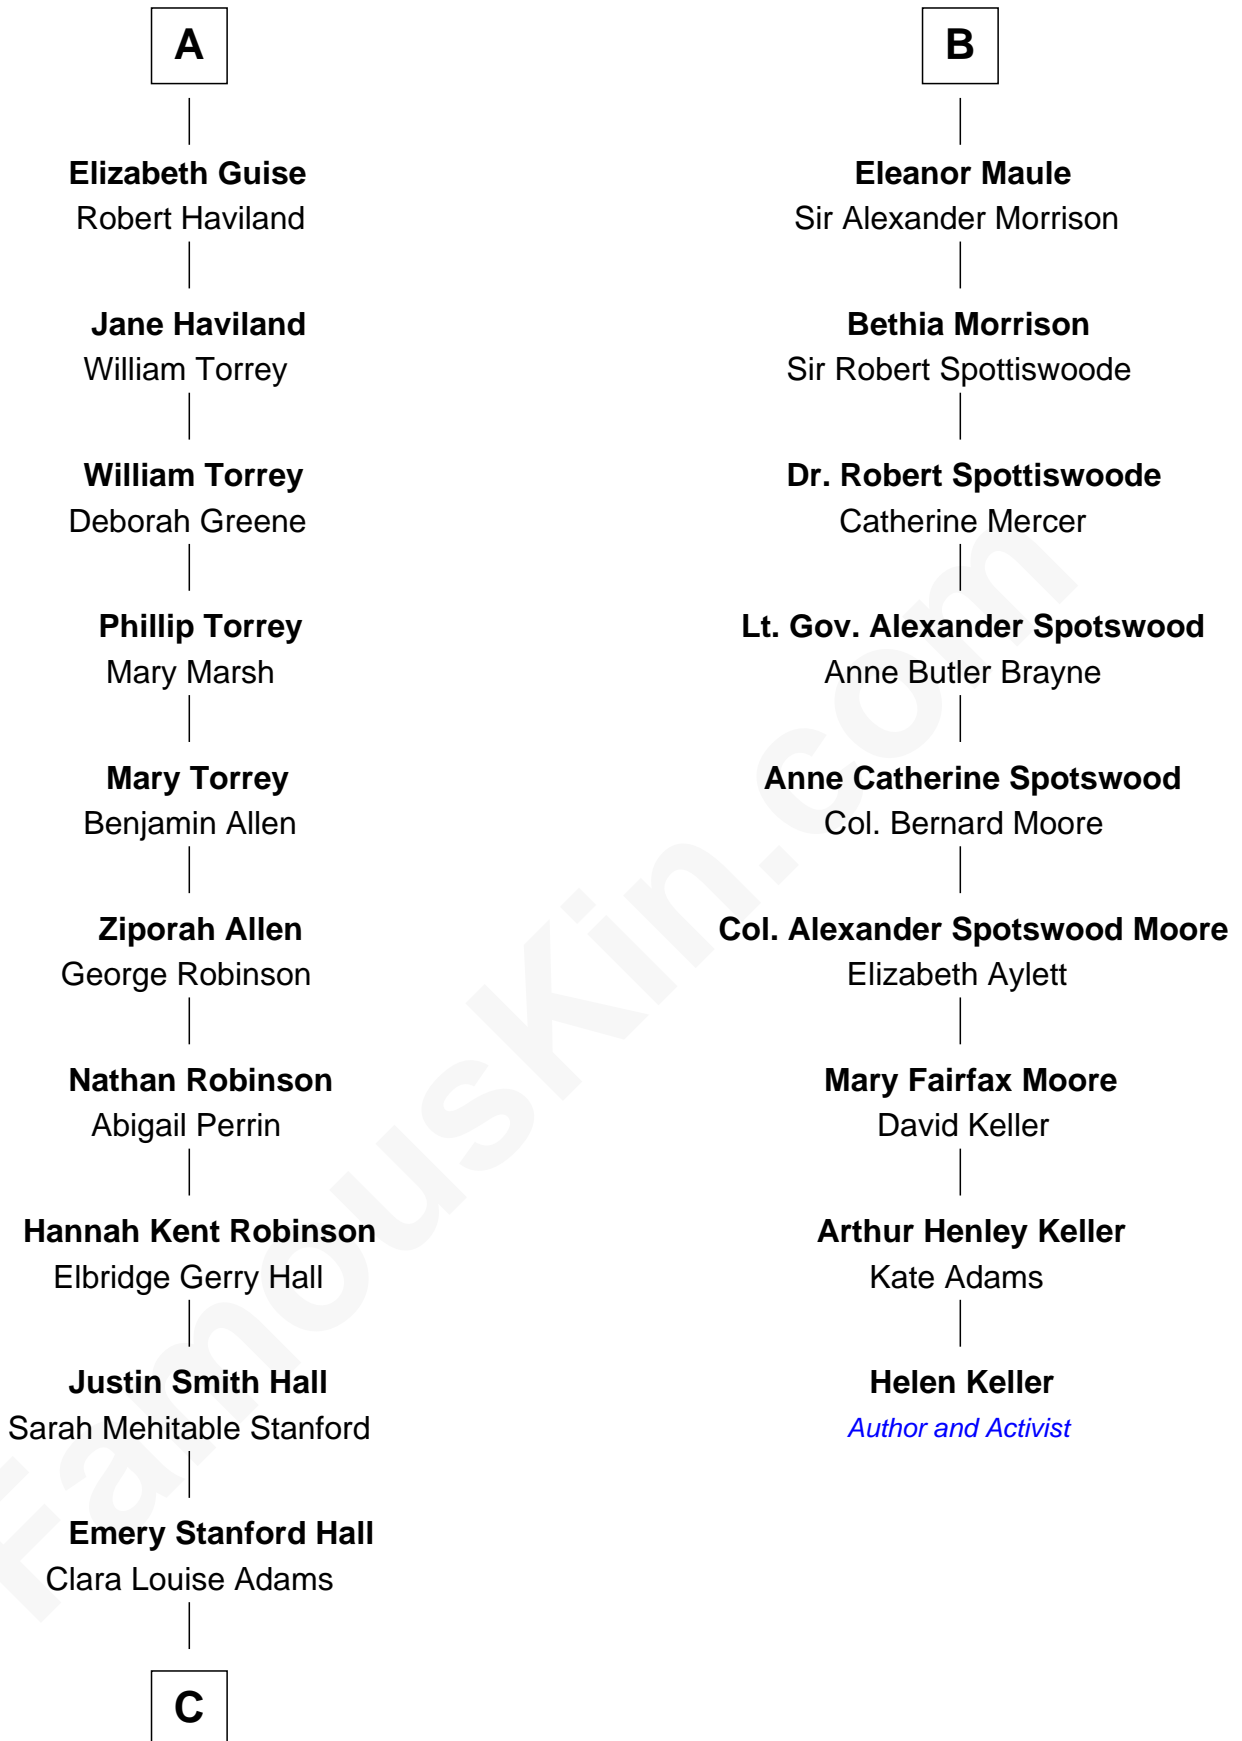 A
Elizabeth Guise
Robert Haviland
Jane Haviland
William Torrey
William Torrey
Deborah Greene
Phillip Torrey
Mary Marsh
Mary Torrey
Benjamin Allen
Ziporah Allen
George Robinson
Nathan Robinson
Abigail Perrin
Hannah Kent Robinson
Elbridge Gerry Hall
Justin Smith Hall
Sarah Mehitable Stanford
Emery Stanford Hall
Clara Louise Adams
C
B
Eleanor Maule
Sir Alexander Morrison
Bethia Morrison
Sir Robert Spottiswoode
Dr. Robert Spottiswoode
Catherine Mercer
Lt. Gov. Alexander Spotswood
Anne Butler Brayne
Anne Catherine Spotswood
Col. Bernard Moore
Col. Alexander Spotswood Moore
Elizabeth Aylett
Mary Fairfax Moore
David Keller
Arthur Henley Keller
Kate Adams
Helen Keller
Author and Activist
FamousKin.com